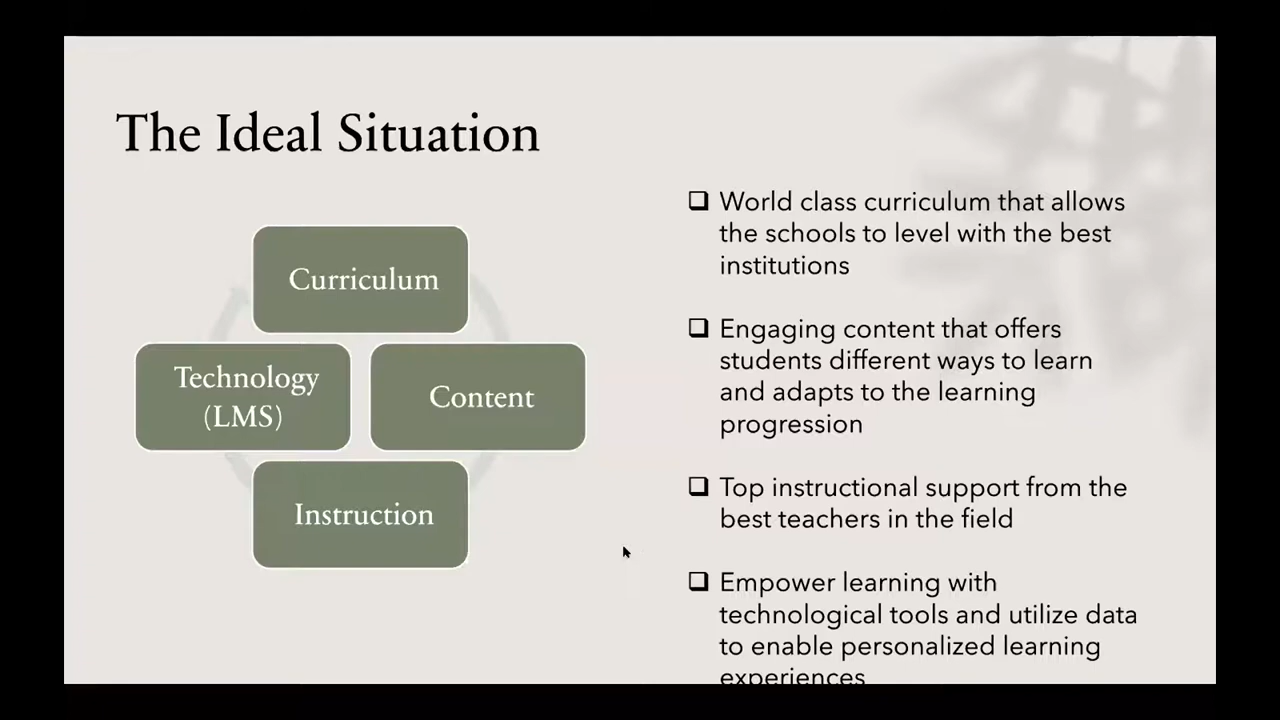 The Ideal Situation
Curriculum
Technology
(LMS)
Content
Instruction
❑ World class curriculum that allows
the schools to level with the best
institutions
❑ Engaging content that offers
students different ways to learn
and adapts to the learning
progression
❑ Top instructional support from the
best teachers in the field
❑ Empower learning with
technological tools and utilize data
to enable personalized learning
experiences